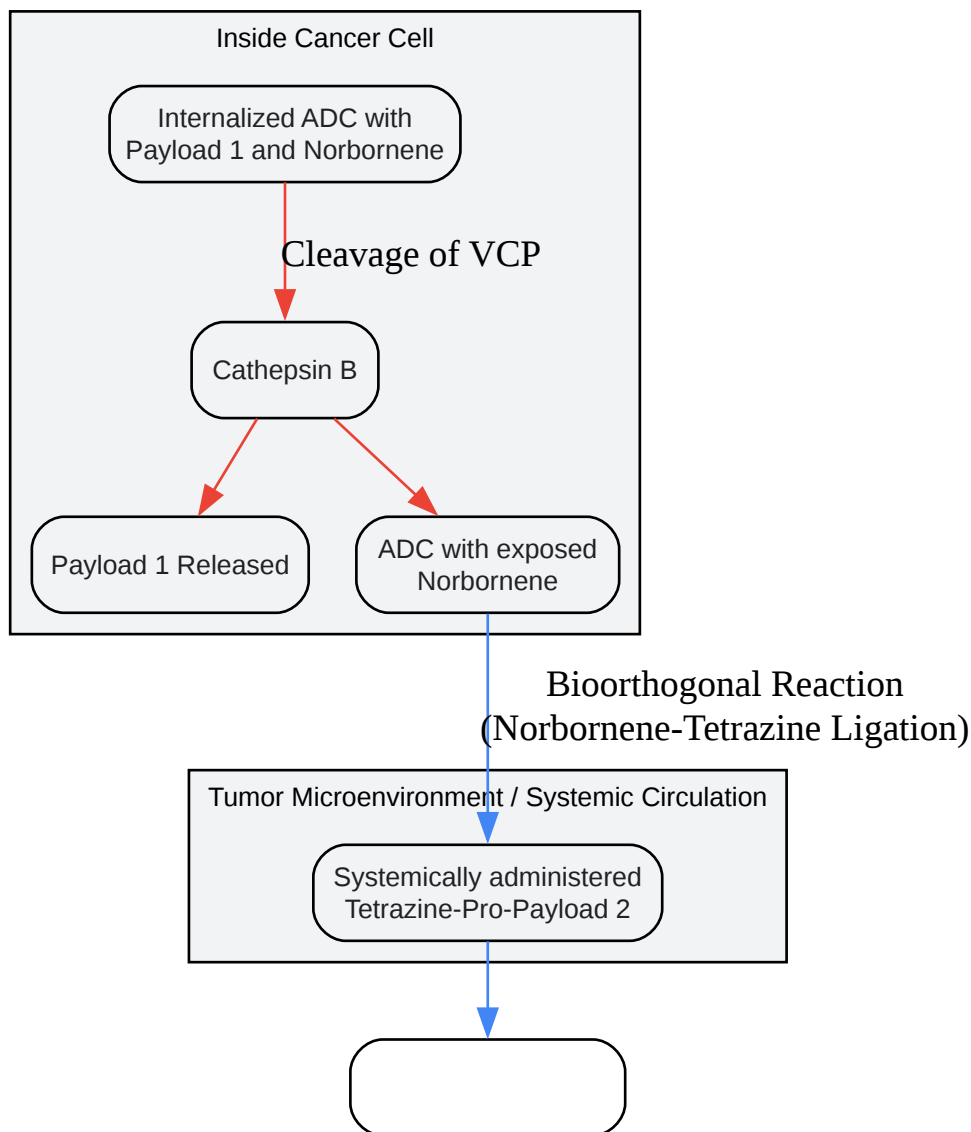 Inside Cancer Cell
Internalized ADC with
Payload 1 and Norbornene
Cleavage of VCP
Cathepsin B
Payload 1 Released
ADC with exposed
Norbornene
Bioorthogonal Reaction
(Norbornene-Tetrazine Ligation)
Tumor Microenvironment / Systemic Circulation
Systemically administered
Tetrazine-Pro-Payload 2